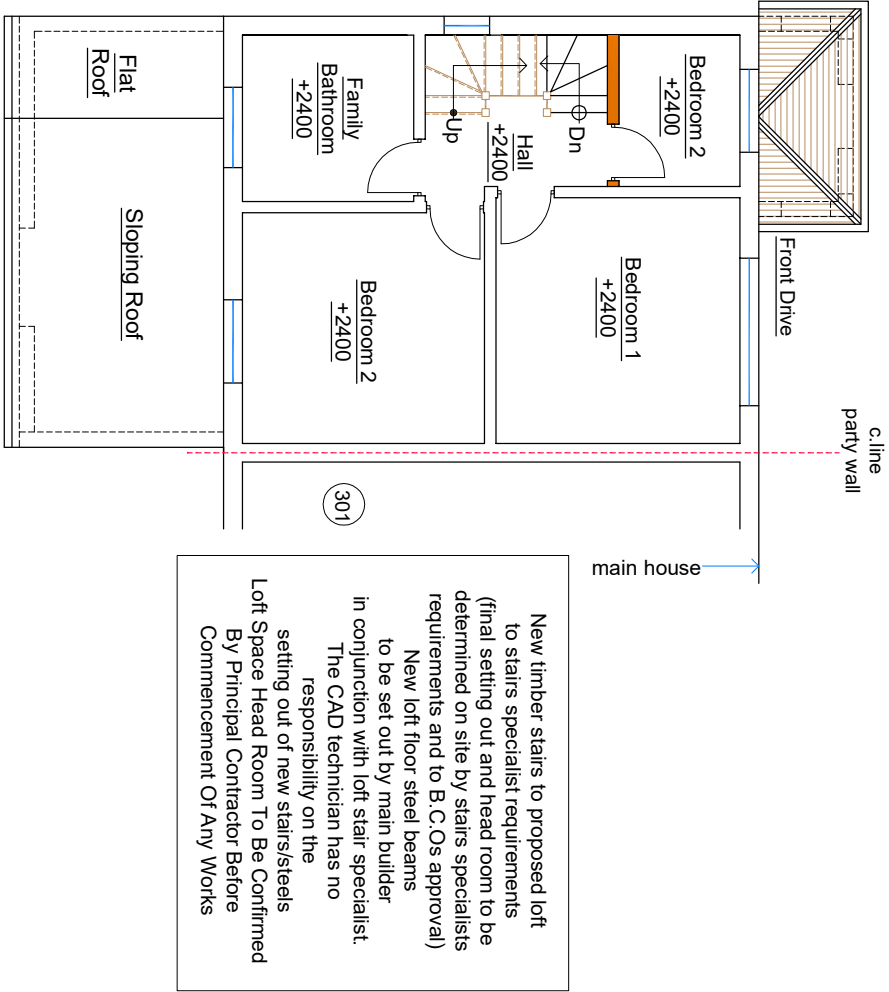 Flat
Roof
Sloping Roof
Family
Bathroom
+2400
Up
Hall
+2400
Dn
Bedroom 2
+2400
Bedroom 2
+2400
Bedroom 1
+2400
Front Drive
c.line
party wall
301
main house
New timber stairs to proposed loft
to stairs specialist requirements
(final setting out and head room to be
determined on site by stairs specialists
requirements and to B.C.Os approval)
New loft floor steel beams
to be set out by main builder
in conjunction with loft stair specialist.
The CAD technician has no
responsibility on the
setting out of new stairs/steels
Loft Space Head Room To Be Confirmed
By Principal Contractor Before
Commencement Of Any Works